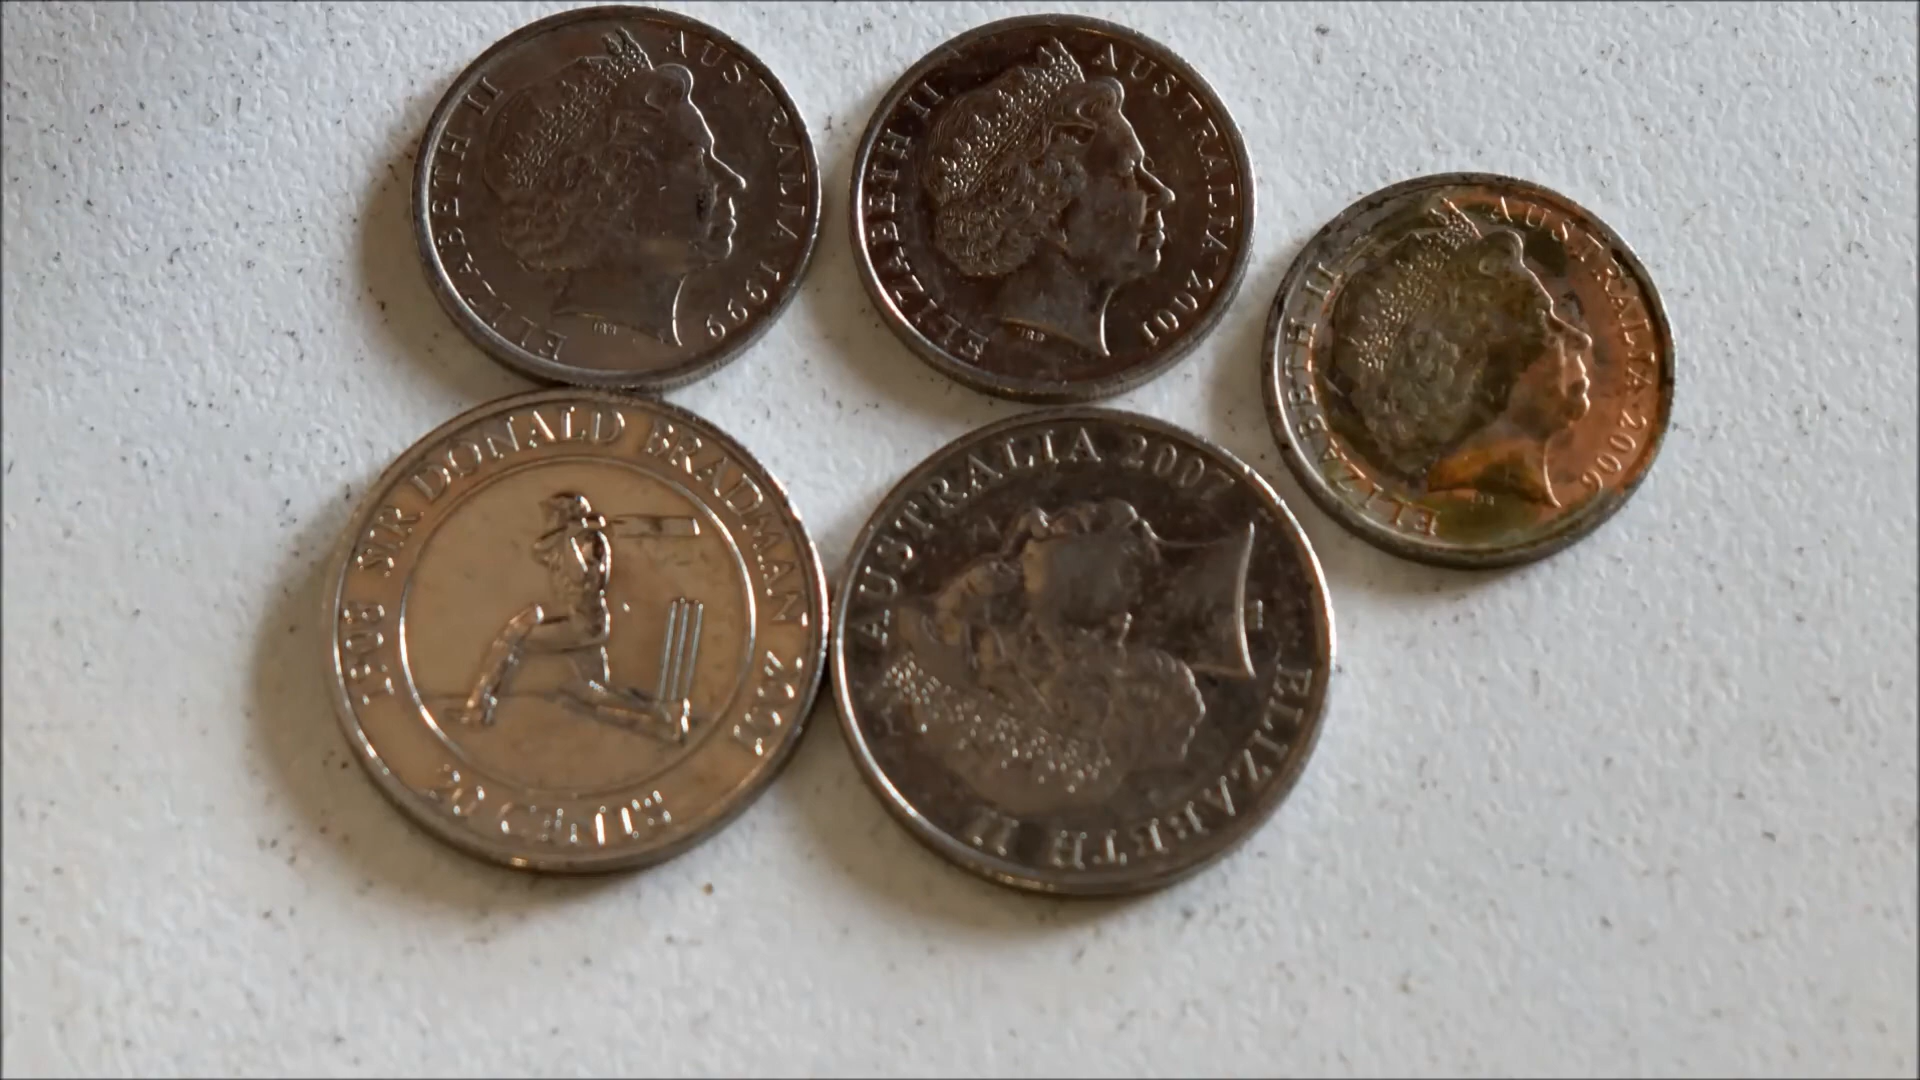 ELIZABETH II AUSTRALIA 1999
ELIZABETH II AUSTRALIA 2001
ELIZABETH II AUSTRALIA 2006
1908 SIR DONALD BRADMAN 2001
20 CENTS
AUSTRALIA 2007
ELIZABETH II